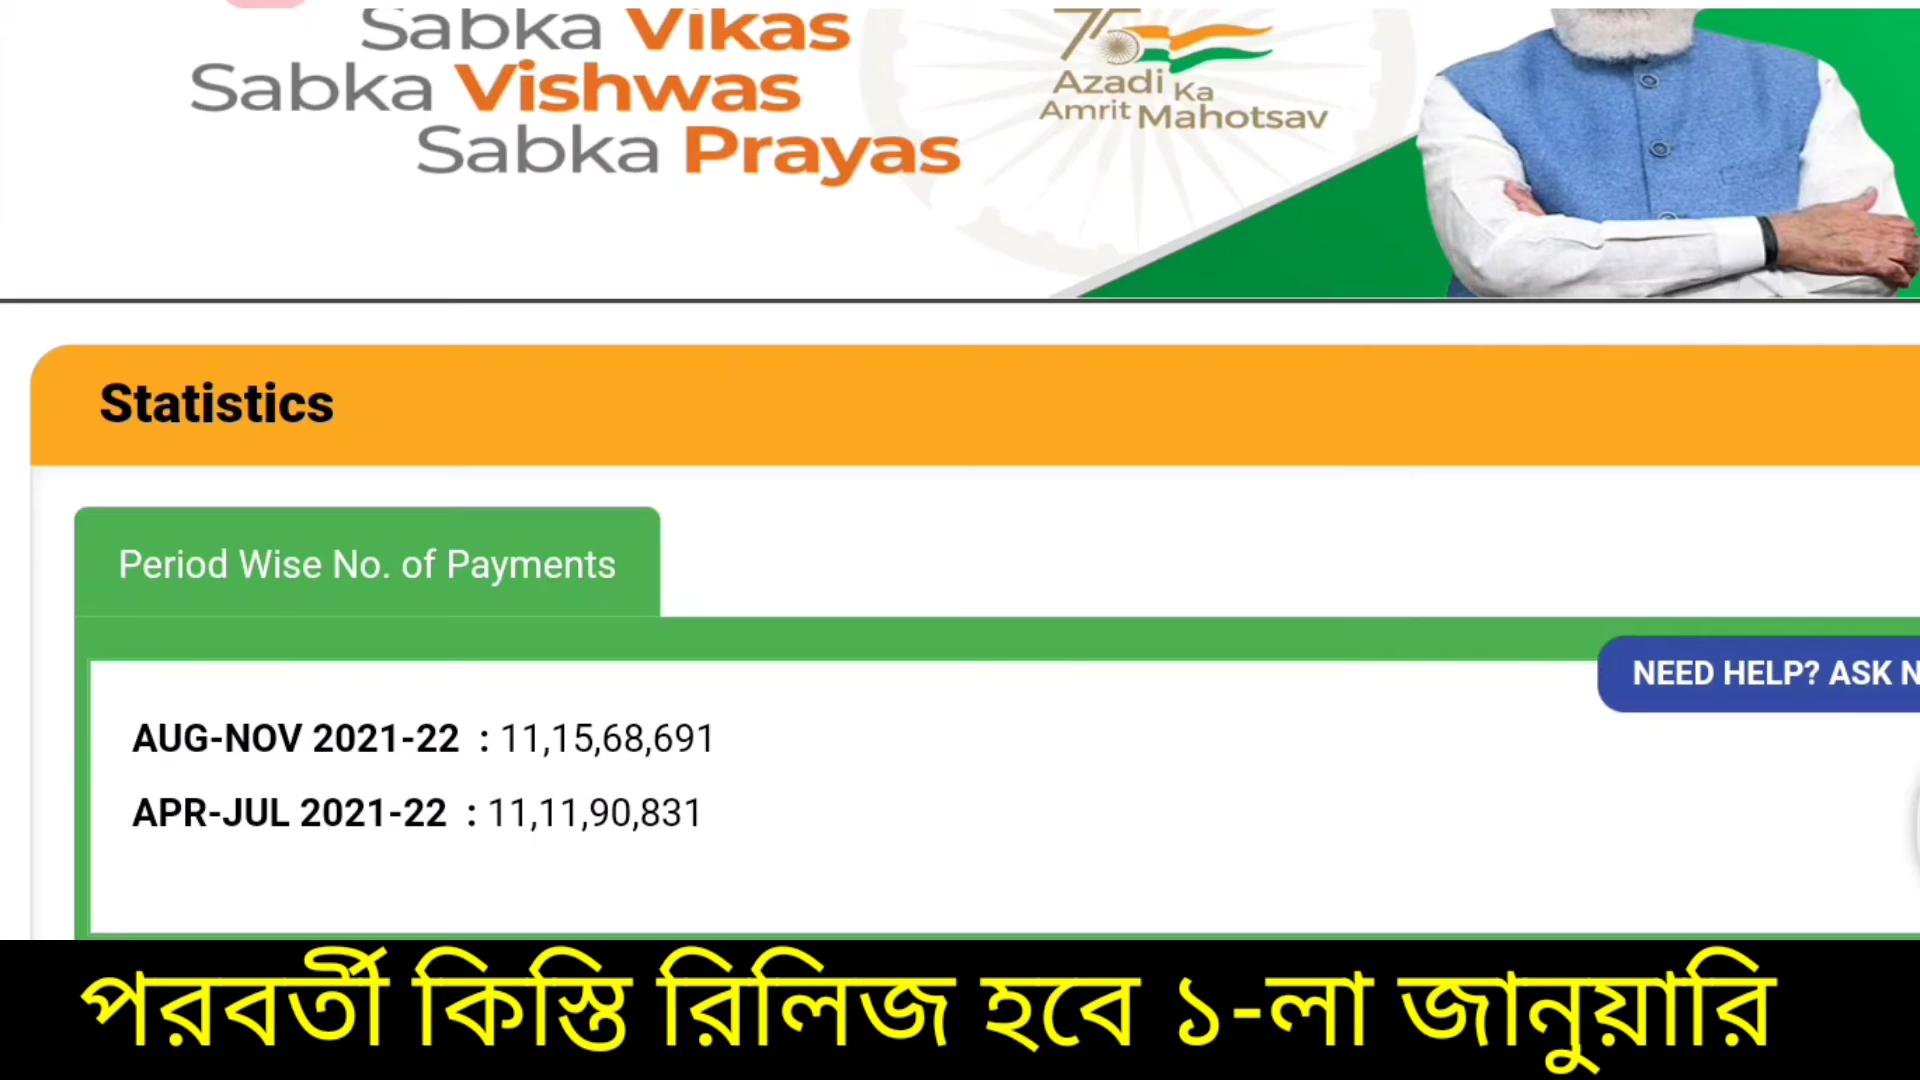 Sabka Vikas
Sabka Vishwas
Sabka Prayas
75
Azadi Ka
Amrit Mahotsav
Statistics
Period Wise No. of Payments
NEED HELP? ASK N
AUG-NOV 2021-22 : 11,15,68,691
APR-JUL 2021-22 : 11,11,90,831
পরবর্তী কিস্তি রিলিজ হবে ১-লা জানুয়ারি